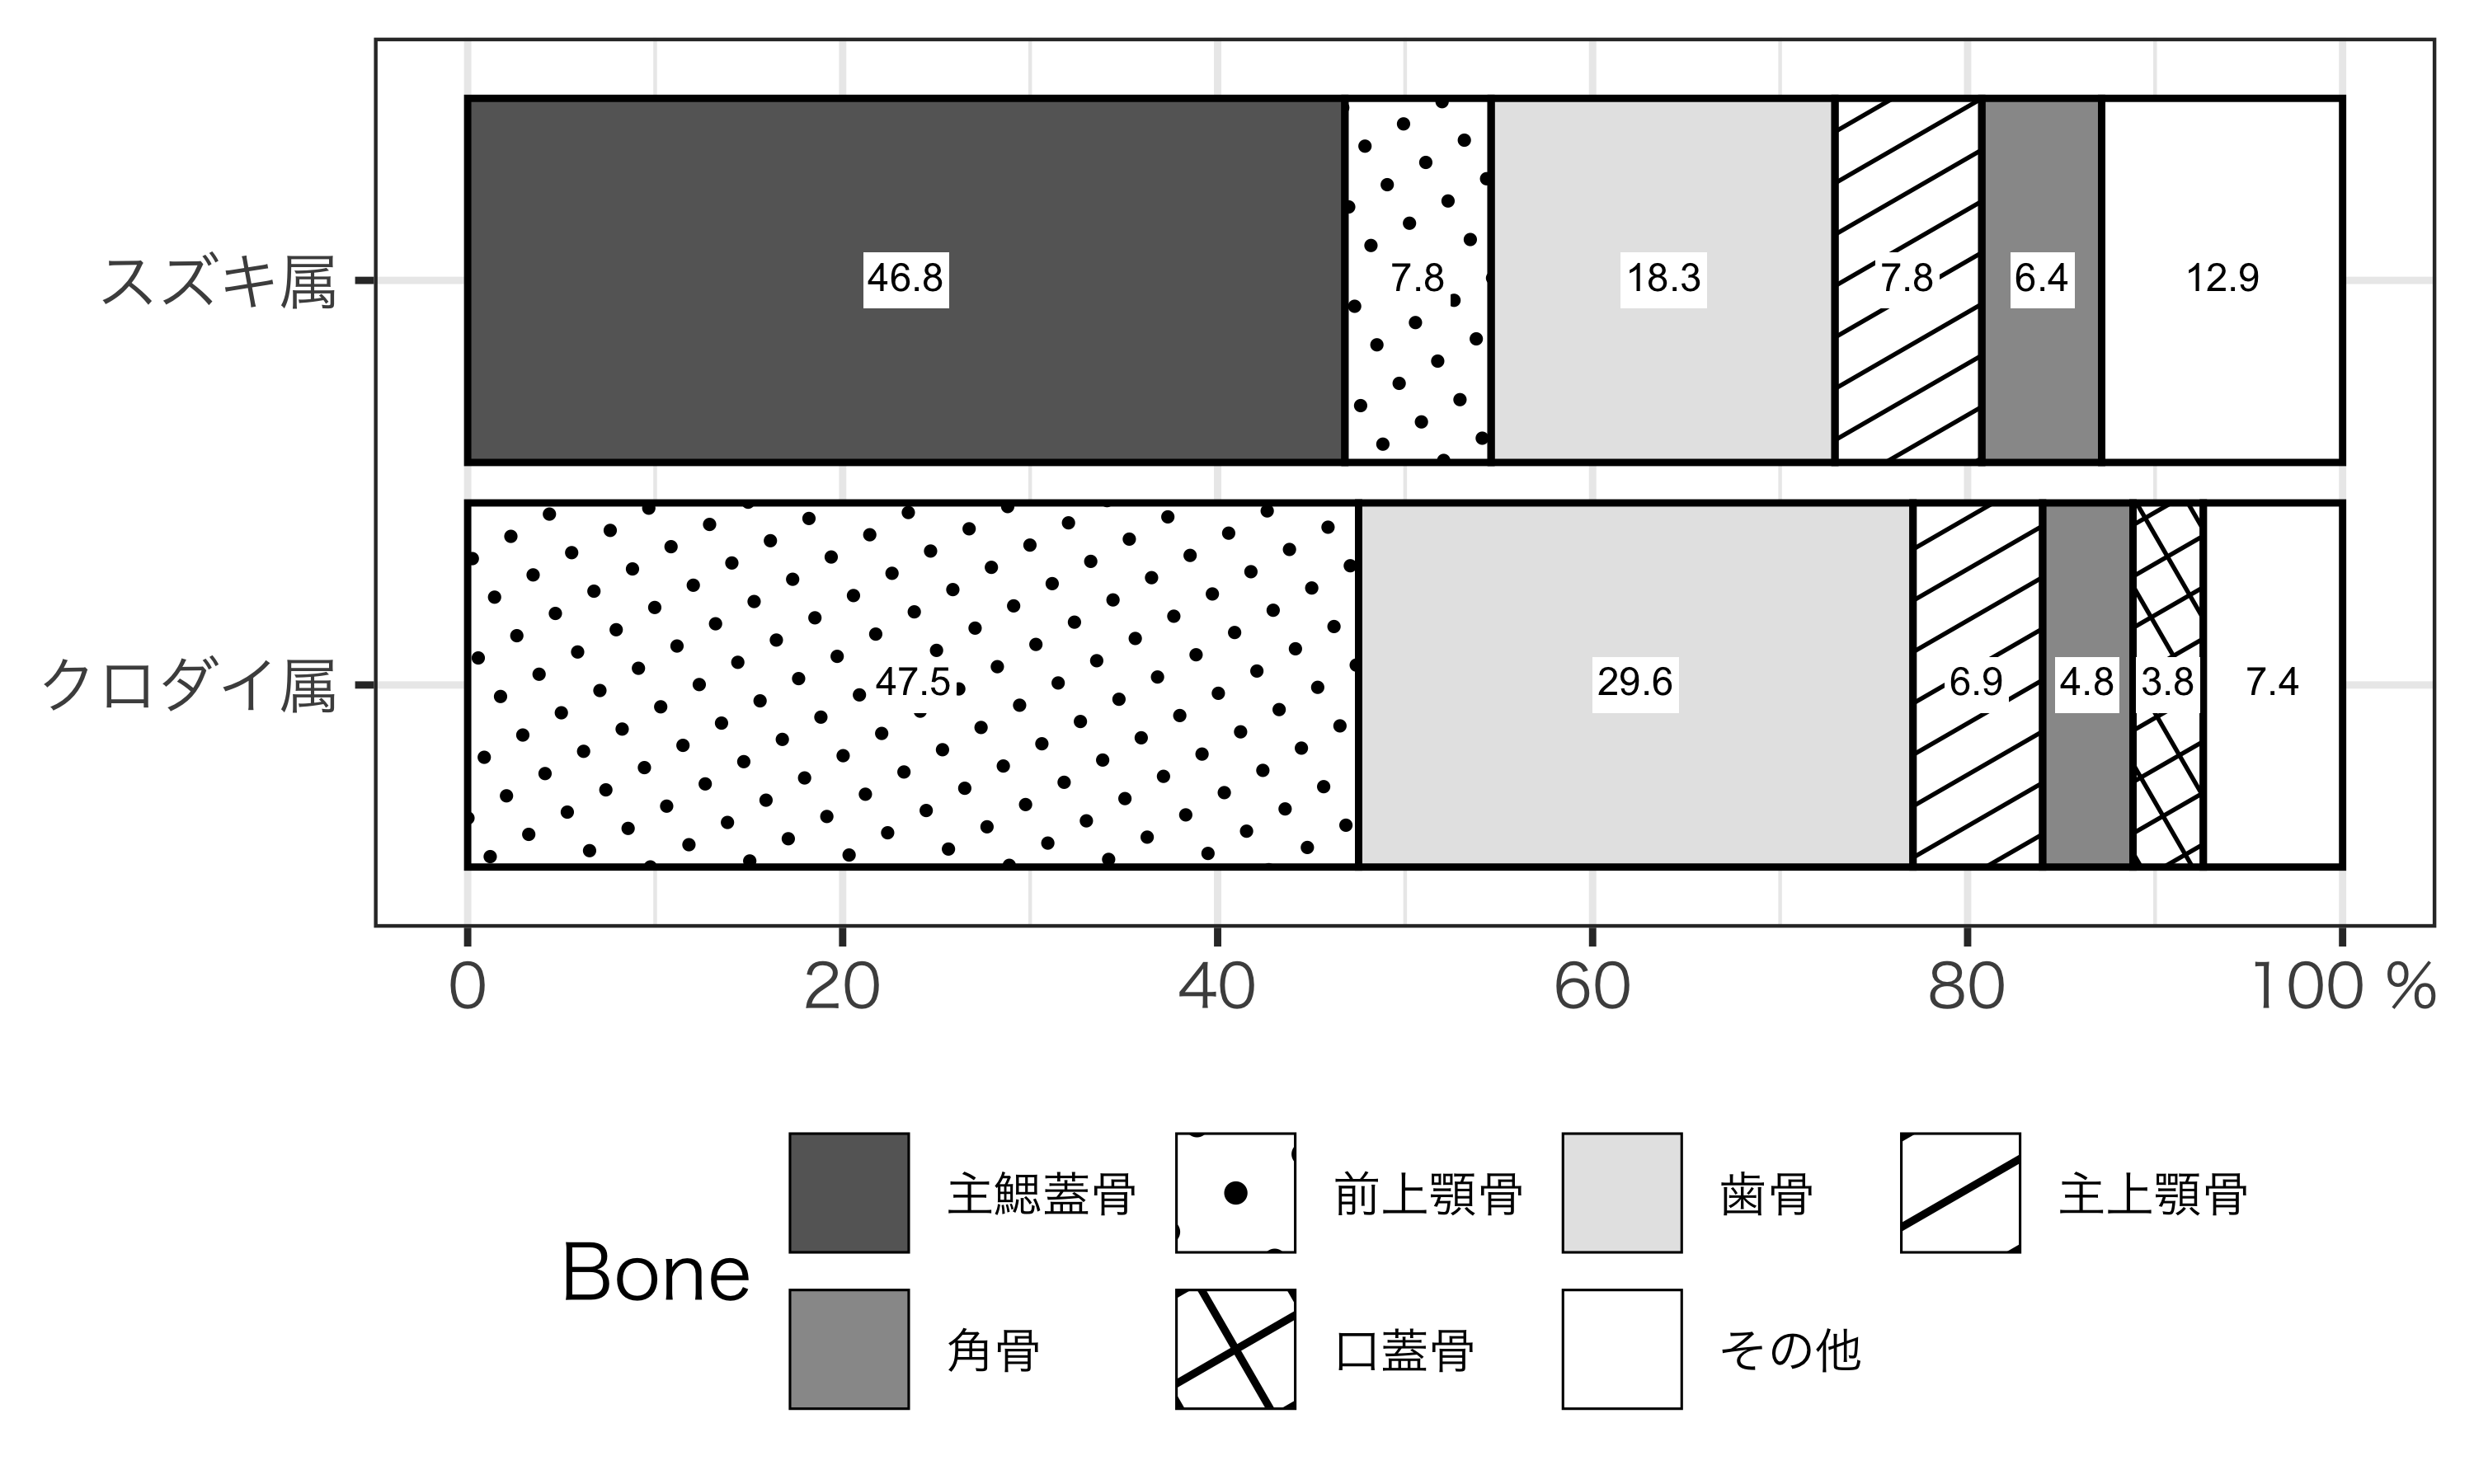 スズキ属 46.8 7.8 18.3 7.8 6.4 12.9
クロダイ属 47.5 29.6 6.9 4.8 3.8 7.4
0 20 40 60 80 100 %
Bone
主鰓蓋骨 前上顎骨 歯骨 主上顎骨
角骨 口蓋骨 その他